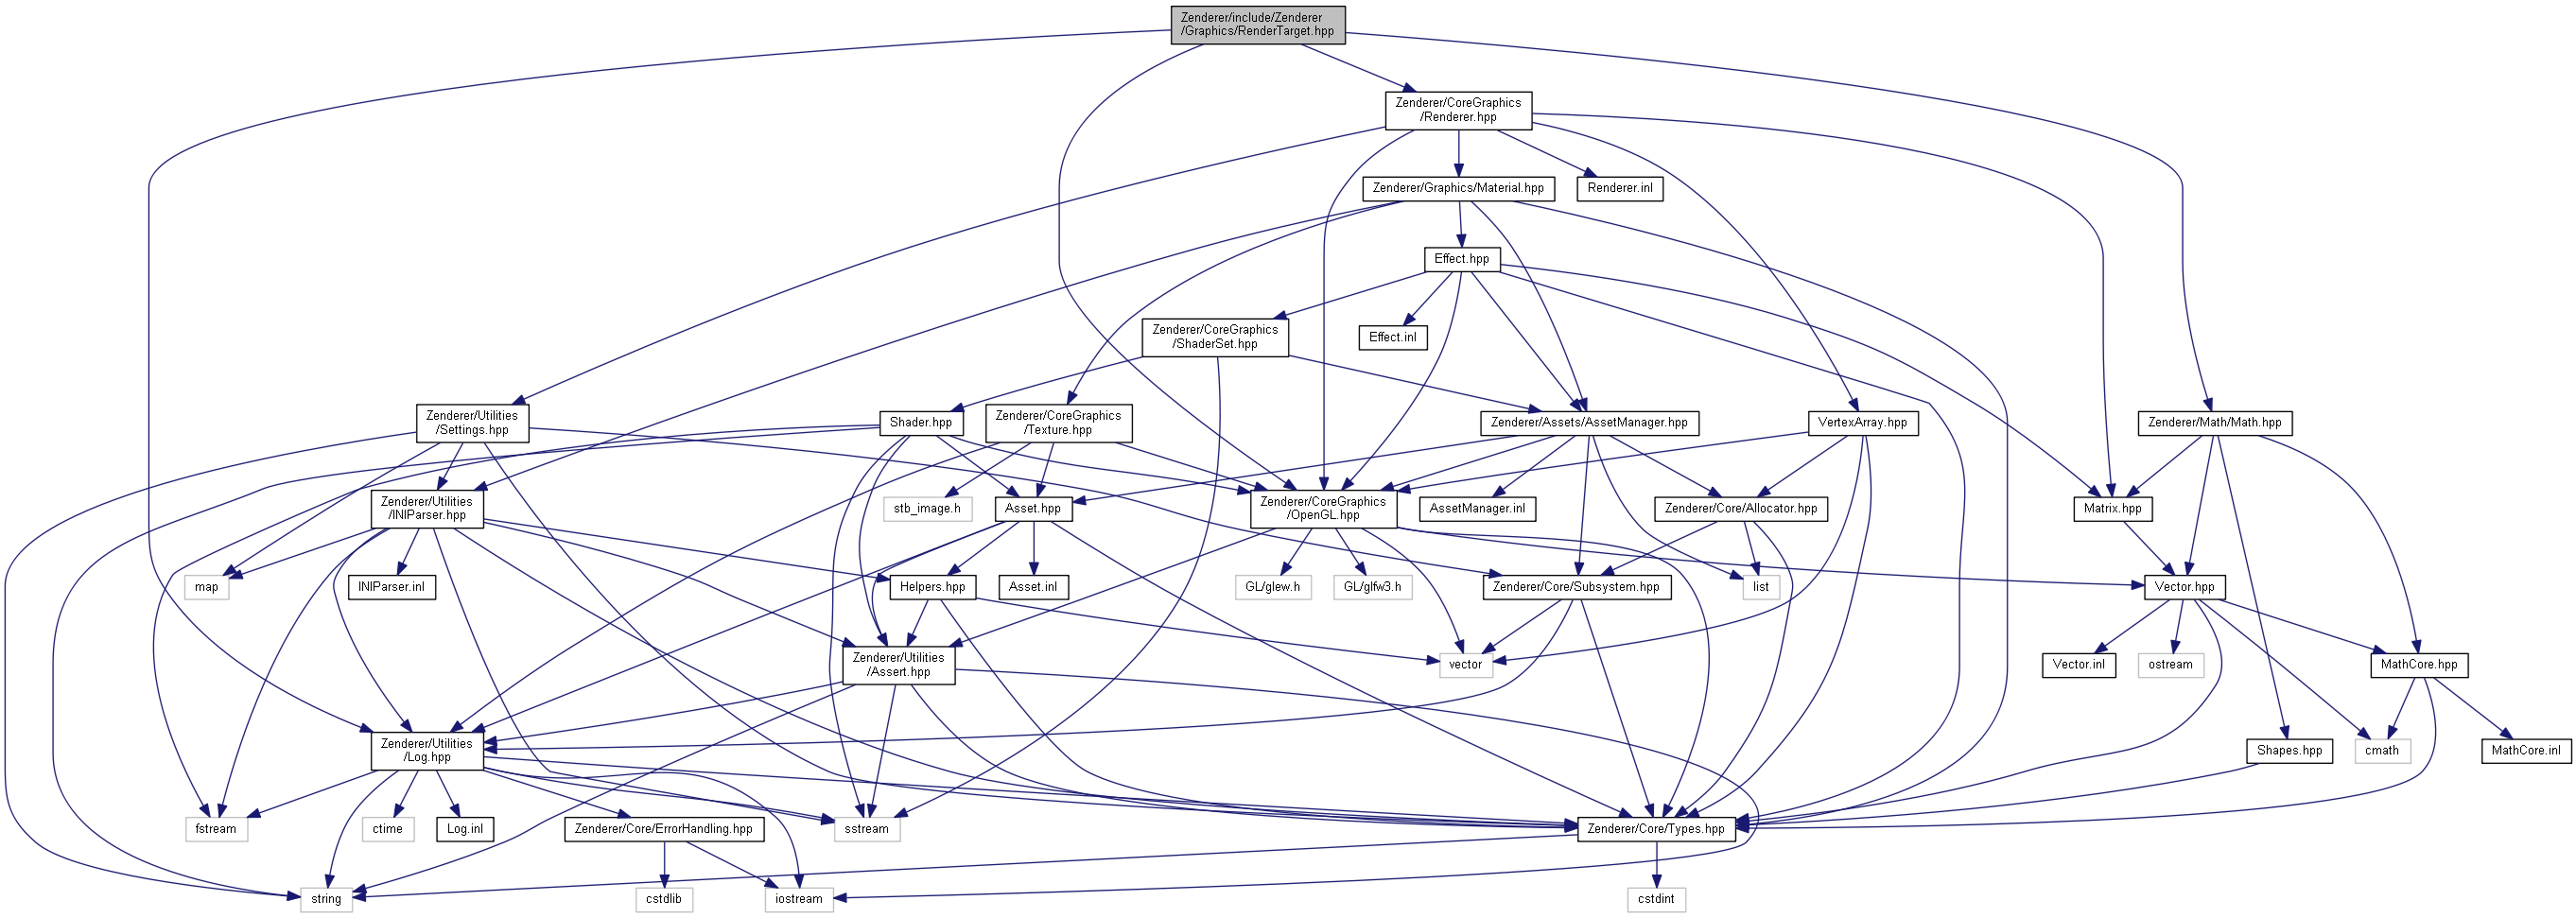 Zenderer/include/Zenderer
/Graphics/RenderTarget.hpp
Zenderer/CoreGraphics
/Renderer.hpp
Zenderer/Graphics/Material.hpp
Renderer.inl
Effect.hpp
Zenderer/CoreGraphics
/ShaderSet.hpp
Effect.inl
Zenderer/Utilities
/Settings.hpp
Shader.hpp
Zenderer/CoreGraphics
/Texture.hpp
Zenderer/Assets/AssetManager.hpp
VertexArray.hpp
Zenderer/Math/Math.hpp
Zenderer/Utilities
/INIParser.hpp
stb_image.h
Asset.hpp
Zenderer/CoreGraphics
/OpenGL.hpp
AssetManager.inl
Zenderer/Core/Allocator.hpp
Matrix.hpp
map
INIParser.inl
Helpers.hpp
Asset.inl
GL/glew.h
GL/glfw3.h
Zenderer/Core/Subsystem.hpp
list
Vector.hpp
Zenderer/Utilities
/Assert.hpp
vector
Vector.inl
ostream
MathCore.hpp
Zenderer/Utilities
/Log.hpp
Shapes.hpp
cmath
MathCore.inl
fstream
ctime
Log.inl
Zenderer/Core/ErrorHandling.hpp
sstream
Zenderer/Core/Types.hpp
string
cstdlib
iostream
cstdint